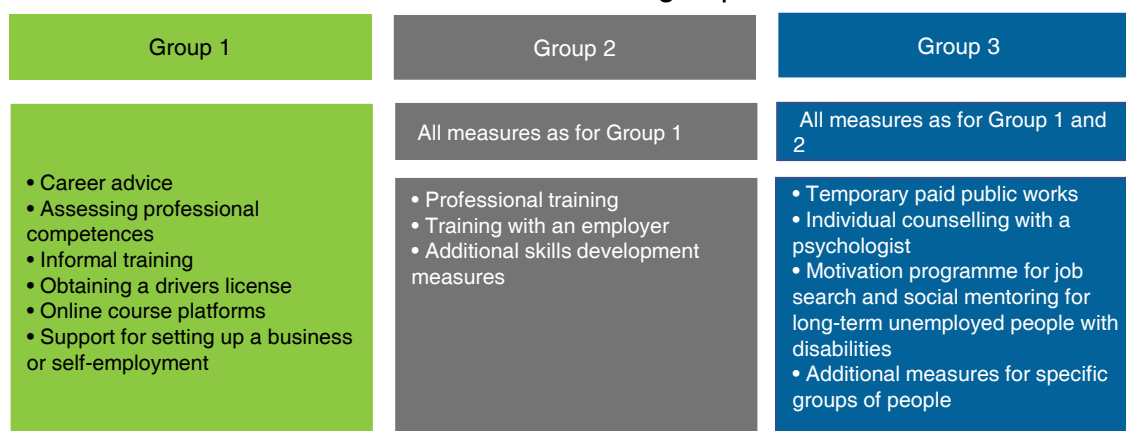 Group 1
Group 2
Group 3
• Career advice
• Assessing professional
competences
• Informal training
• Obtaining a drivers license
• Online course platforms
• Support for setting up a business
or self-employment
All measures as for Group 1
• Professional training
• Training with an employer
• Additional skills development
measures
All measures as for Group 1 and
2
• Temporary paid public works
• Individual counselling with a
psychologist
• Motivation programme for job
search and social mentoring for
long-term unemployed people with
disabilities
• Additional measures for specific
groups of people